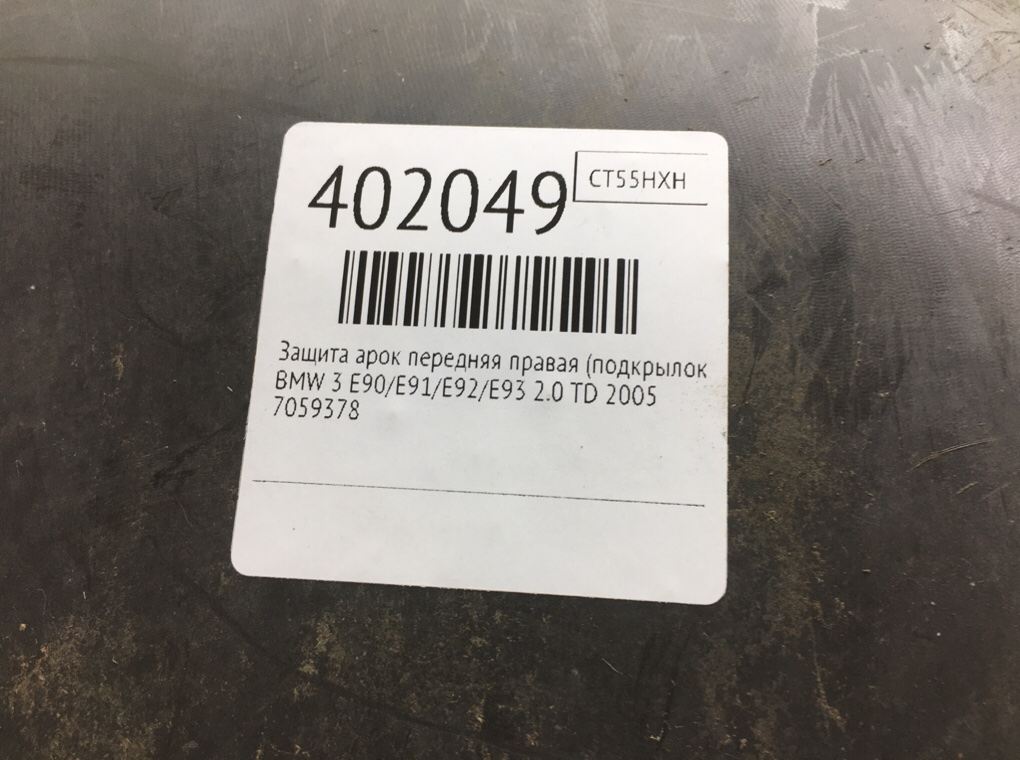 402049
CT55HXH
Защита арок передняя правая (подкрылок
BMW 3 E90/E91/E92/E93 2.0 TD 2005
7059378